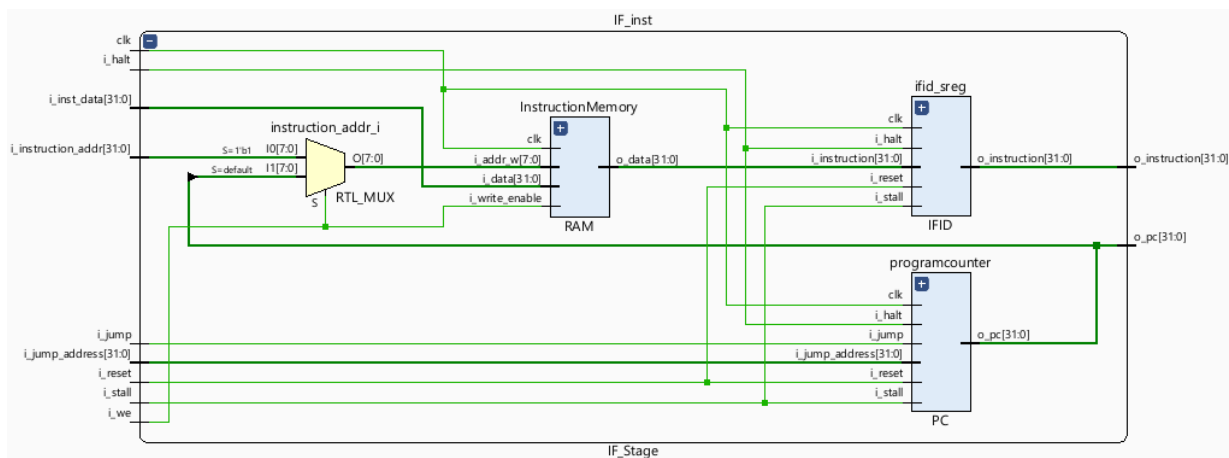 IF_inst
clk
i_halt
i_inst_data[31:0]
i_instruction_addr[31:0]
instruction_addr_i
S=1'b1 I0[7:0]
S=default I1[7:0]
O[7:0]
S
RTL_MUX
InstructionMemory
clk
i_addr_w[7:0]
i_data[31:0]
i_write_enable
o_data[31:0]
RAM
ifid_sreg
clk
i_halt
i_instruction[31:0]
i_reset
i_stall
o_instruction[31:0]
IFID
o_instruction[31:0]
o_pc[31:0]
programcounter
clk
i_halt
i_jump
i_jump_address[31:0]
i_reset
i_stall
o_pc[31:0]
PC
i_jump
i_jump_address[31:0]
i_reset
i_stall
i_we
IF_Stage